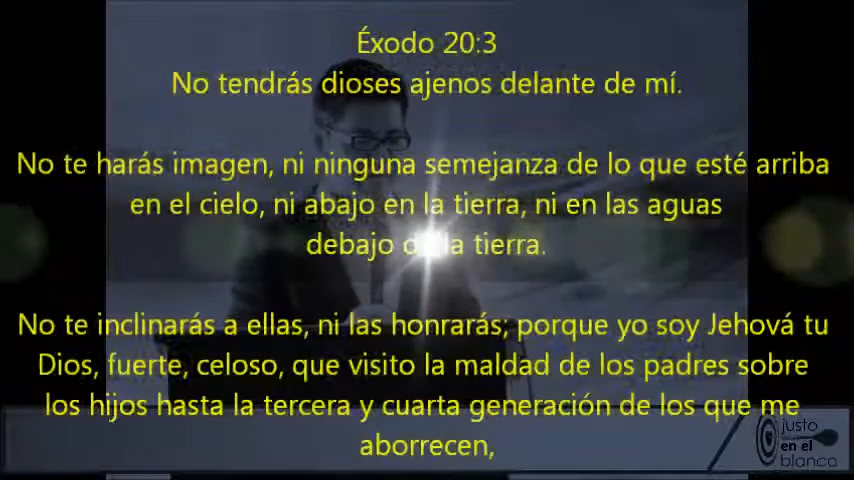 Éxodo 20:3
No tendrás dioses ajenos delante de mí.
No te harás imagen, ni ninguna semejanza de lo que esté arriba
en el cielo, ni abajo en la tierra, ni en las aguas
debajo de la tierra.
No te inclinarás a ellas, ni las honrarás; porque yo soy Jehová tu
Dios, fuerte, celoso, que visito la maldad de los padres sobre
los hijos hasta la tercera y cuarta generación de los que me
aborrecen,
justo
en el
blanco